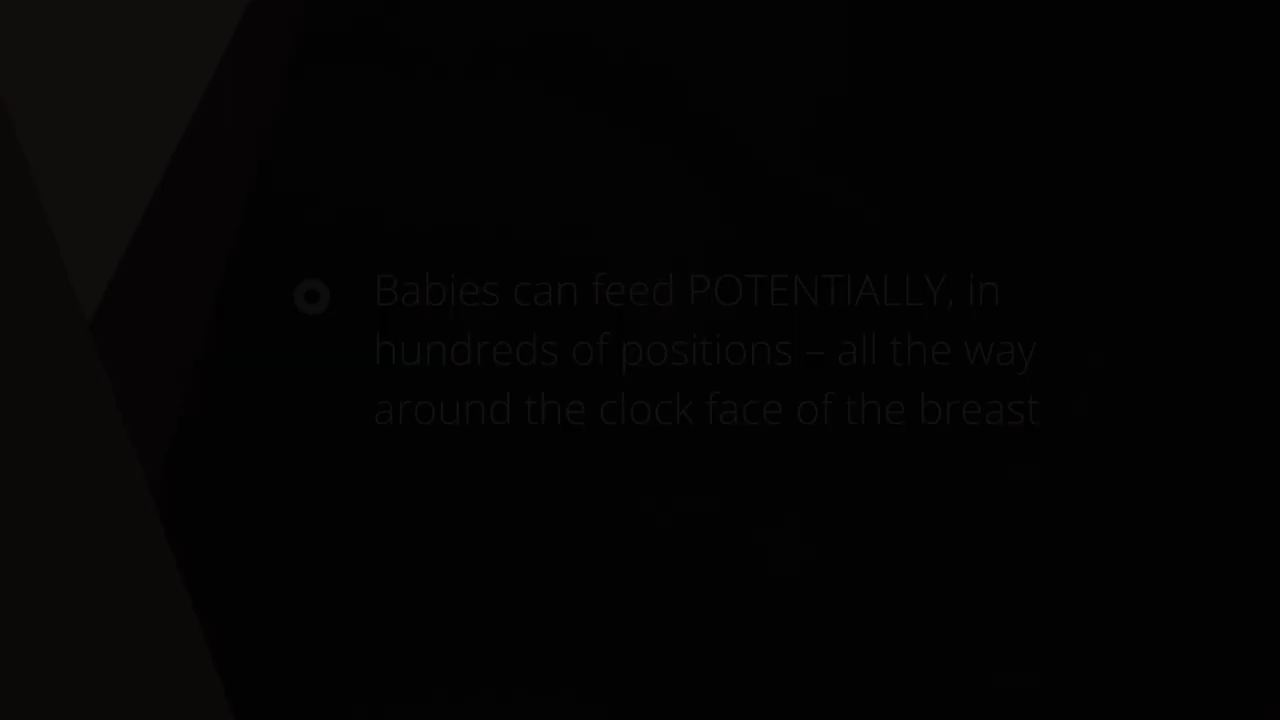 Babies can feed POTENTIALLY, in
hundreds of positions – all the way
around the clock face of the breast